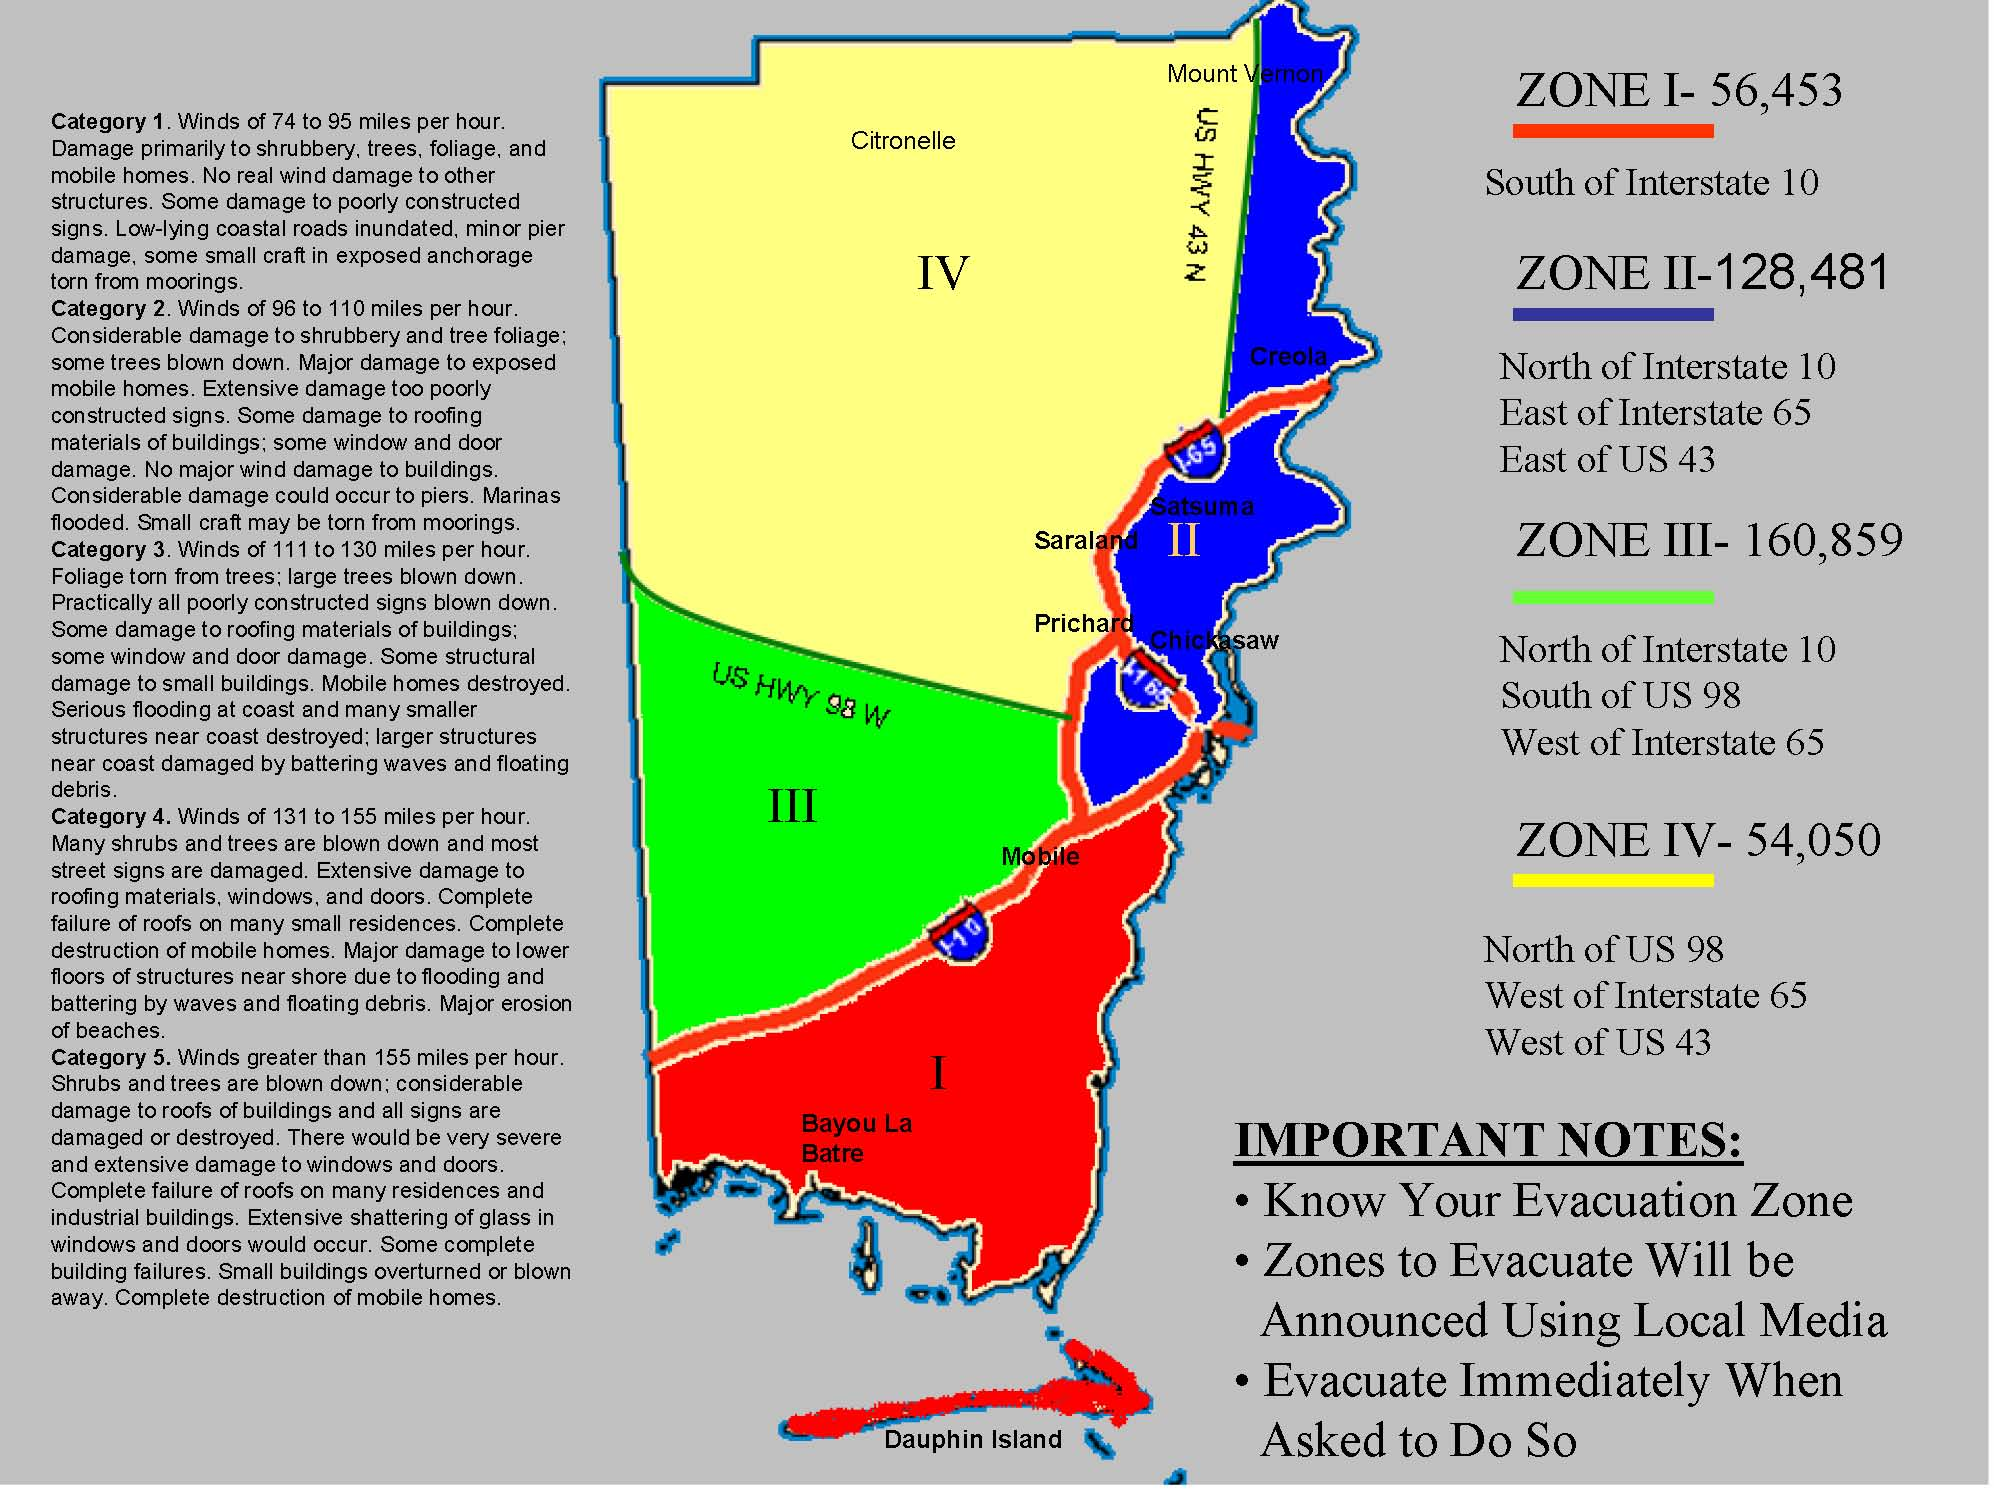 Category 1. Winds of 74 to 95 miles per hour.
Damage primarily to shrubbery, trees, foliage, and
mobile homes. No real wind damage to other
structures. Some damage to poorly constructed
signs. Low-lying coastal roads inundated, minor pier
damage, some small craft in exposed anchorage
torn from moorings.
Category 2. Winds of 96 to 110 miles per hour.
Considerable damage to shrubbery and tree foliage;
some trees blown down. Major damage to exposed
mobile homes. Extensive damage too poorly
constructed signs. Some damage to roofing
materials of buildings; some window and door
damage. No major wind damage to buildings.
Considerable damage could occur to piers. Marinas
flooded. Small craft may be torn from moorings.
Category 3. Winds of 111 to 130 miles per hour.
Foliage torn from trees; large trees blown down.
Practically all poorly constructed signs blown down.
Some damage to roofing materials of buildings;
some window and door damage. Some structural
damage to small buildings. Mobile homes destroyed.
Serious flooding at coast and many smaller
structures near coast destroyed; larger structures
near coast damaged by battering waves and floating
debris.
Category 4. Winds of 131 to 155 miles per hour.
Many shrubs and trees are blown down and most
street signs are damaged. Extensive damage to
roofing materials, windows, and doors. Complete
failure of roofs on many small residences. Complete
destruction of mobile homes. Major damage to lower
floors of structures near shore due to flooding and
battering by waves and floating debris. Major erosion
of beaches.
Category 5. Winds greater than 155 miles per hour.
Shrubs and trees are blown down; considerable
damage to roofs of buildings and all signs are
damaged or destroyed. There would be very severe
and extensive damage to windows and doors.
Complete failure of roofs on many residences and
industrial buildings. Extensive shattering of glass in
windows and doors would occur. Some complete
building failures. Small buildings overturned or blown
away. Complete destruction of mobile homes.
Mount Vernon
Citronelle
US HWY 43 N
IV
Creola
I-65
Satsuma
Saraland
II
Prichard
Chickasaw
I-165
US HWY 98 W
III
Mobile
I-10
I
Bayou La
Batre
Dauphin Island
ZONE I- 56,453
South of Interstate 10
ZONE II-128,481
North of Interstate 10
East of Interstate 65
East of US 43
ZONE III- 160,859
North of Interstate 10
South of US 98
West of Interstate 65
ZONE IV- 54,050
North of US 98
West of Interstate 65
West of US 43
IMPORTANT NOTES:
• Know Your Evacuation Zone
• Zones to Evacuate Will be
Announced Using Local Media
• Evacuate Immediately When
Asked to Do So